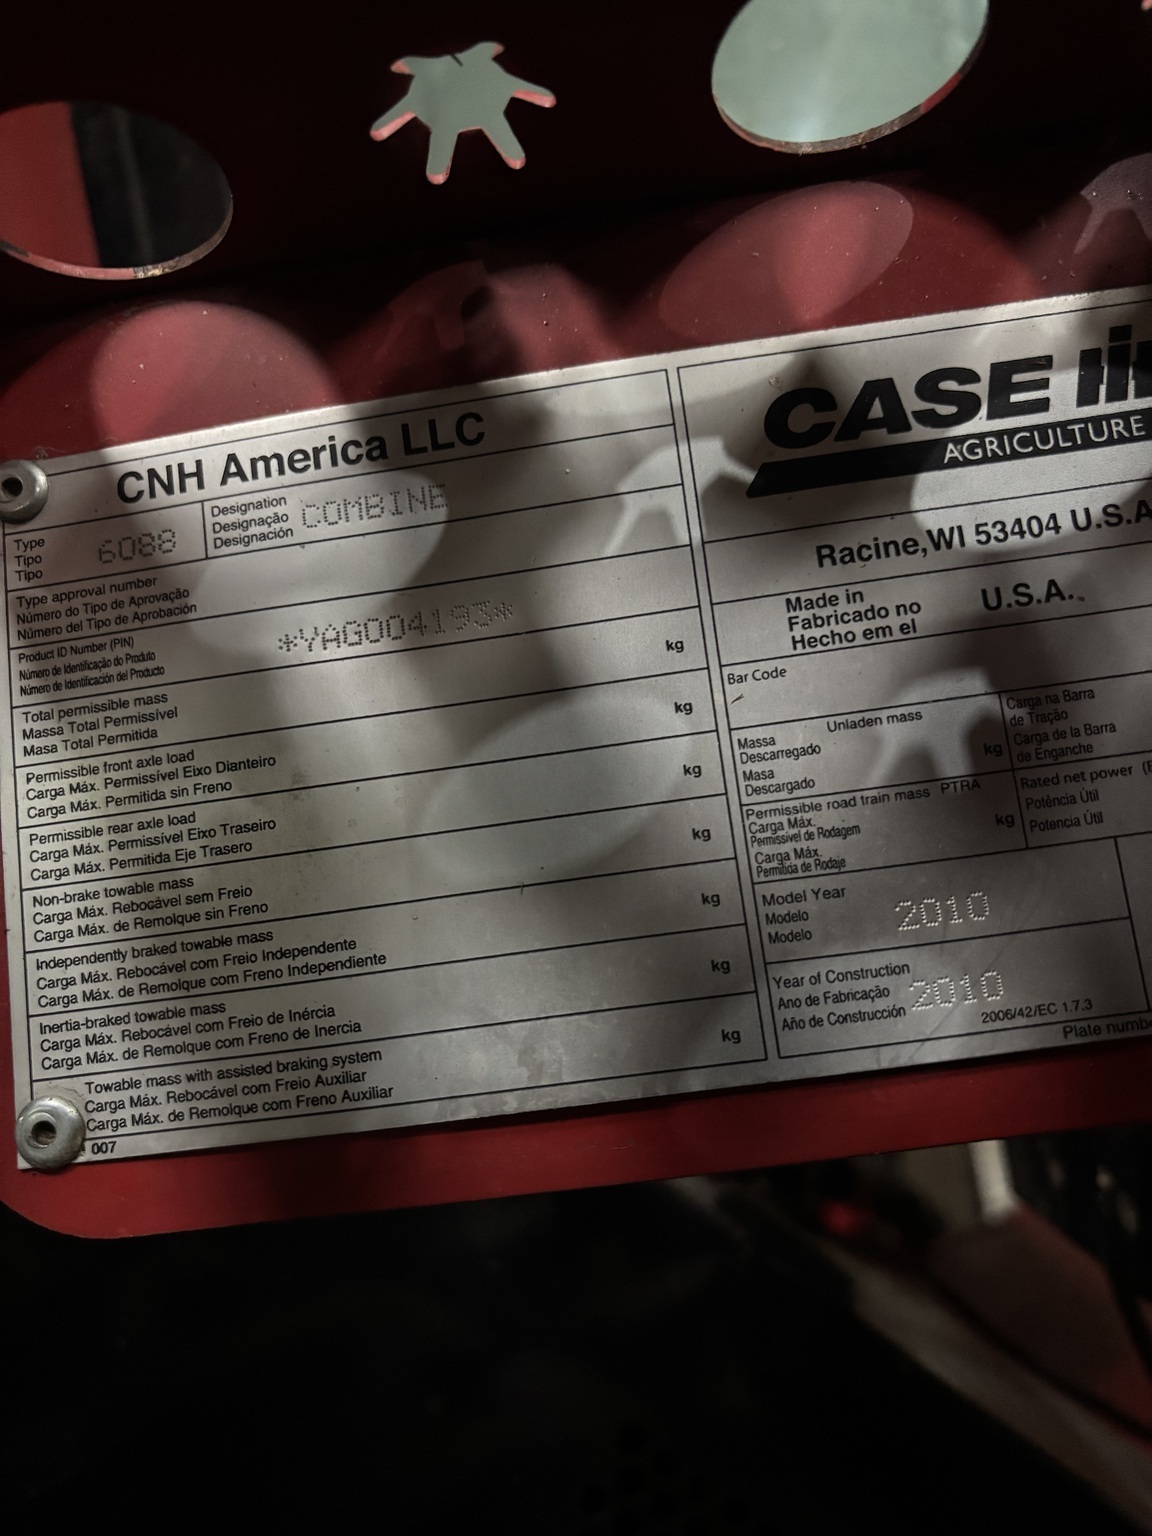 CNH America LLC
Type
Tipo
Tipo
6088
Designation
Designação
Designación
COMBINE
Type approval number
Número do Tipo de Aprovação
Número del Tipo de Aprobación
Product ID Number (PIN)
Número de Identificação do Produto
Número de Identificación del Producto
*YAG004193*
Total permissible mass
Massa Total Permissível
Masa Total Permitida
kg
Permissible front axle load
Carga Máx. Permissível Eixo Dianteiro
Carga Máx. Permitida sin Freno
kg
Permissible rear axle load
Carga Máx. Permissível Eixo Traseiro
Carga Máx. Permitida Eje Trasero
kg
Non-brake towable mass
Carga Máx. Rebocável sem Freio
Carga Máx. de Remolque sin Freno
kg
Independently braked towable mass
Carga Máx. Rebocável com Freio Independente
Carga Máx. de Remolque com Freno Independiente
kg
Inertia-braked towable mass
Carga Máx. Rebocável com Freio de Inércia
Carga Máx. de Remolque com Freno de Inercia
kg
Towable mass with assisted braking system
Carga Máx. Rebocável com Freio Auxiliar
Carga Máx. de Remolque com Freno Auxiliar
kg
007
CASE IH
AGRICULTURE
Racine, WI 53404 U.S.A
Made in
Fabricado no
Hecho em el
U.S.A.
Bar Code
Unladen mass
Massa
Descarregado
Masa
Descargado
kg
Carga na Barra
de Tração
Carga de la Barra
de Enganche
Permissible road train mass PTRA
Carga Máx.
Permissível de Rodagem
Carga Máx.
Permitida de Rodaje
kg
Rated net power
Potência Útil
Potencia Útil
Model Year
Modelo
Modelo
2010
Year of Construction
Ano de Fabricação
Año de Construcción
2010
2006/42/EC 1.7.3
Plate numb